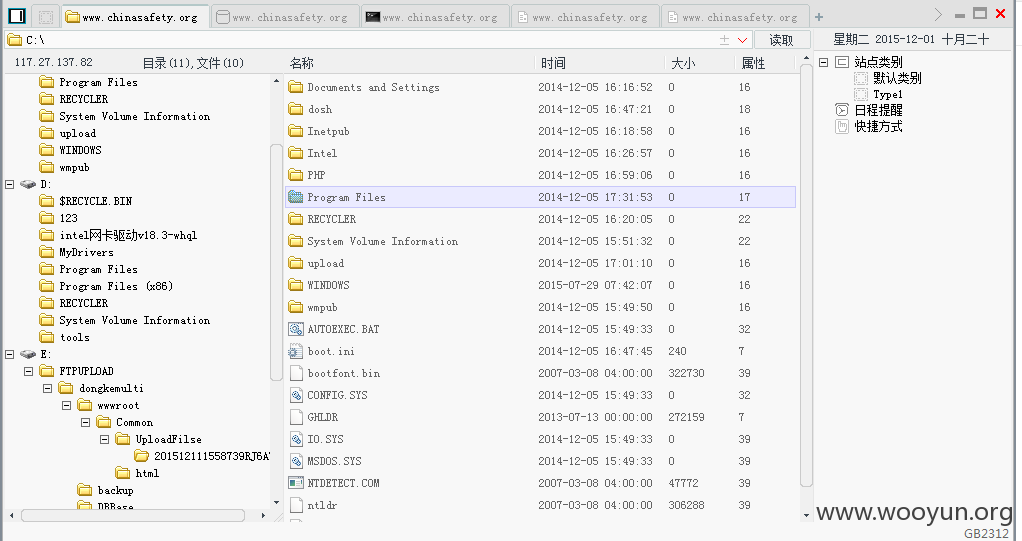 www.chinasafety.org www.chinasafety.org www.chinasafety.org www.chinasafety.org www.chinasafety.org
C:\ 读取
星期二 2015-12-01 十月二十
117.27.137.82 目录(11),文件(10)
Program Files
RECYCLER
System Volume Information
upload
WINDOWS
wmpub
D:
$RECYCLE.BIN
123
intel网卡驱动v18.3-whql
MyDrivers
Program Files
Program Files (x86)
RECYCLER
System Volume Information
tools
E:
FTPUPLOAD
dongkemulti
wwwroot
Common
UploadFilse
201512111558739RJ6A
html
backup
DBBase
名称 时间 大小 属性
Documents and Settings 2014-12-05 16:16:52 0 16
dosh 2014-12-05 16:47:21 0 18
Inetpub 2014-12-05 16:18:58 0 16
Intel 2014-12-05 16:26:57 0 16
PHP 2014-12-05 16:59:06 0 16
Program Files 2014-12-05 17:31:53 0 17
RECYCLER 2014-12-05 16:20:05 0 22
System Volume Information 2014-12-05 15:51:32 0 22
upload 2014-12-05 17:01:10 0 16
WINDOWS 2015-07-29 07:42:07 0 16
wmpub 2014-12-05 15:49:50 0 16
AUTOEXEC.BAT 2014-12-05 15:49:33 0 32
boot.ini 2014-12-05 16:47:45 240 7
bootfont.bin 2007-03-08 04:00:00 322730 39
CONFIG.SYS 2014-12-05 15:49:33 0 32
GHLDR 2013-07-13 00:00:00 272159 7
IO.SYS 2014-12-05 15:49:33 0 39
MSDOS.SYS 2014-12-05 15:49:33 0 39
NTDETECT.COM 2007-03-08 04:00:00 47772 39
ntldr 2007-03-08 04:00:00 306288 39
站点类别
默认类别
Type1
日程提醒
快捷方式
www.wooyun.org
GB2312